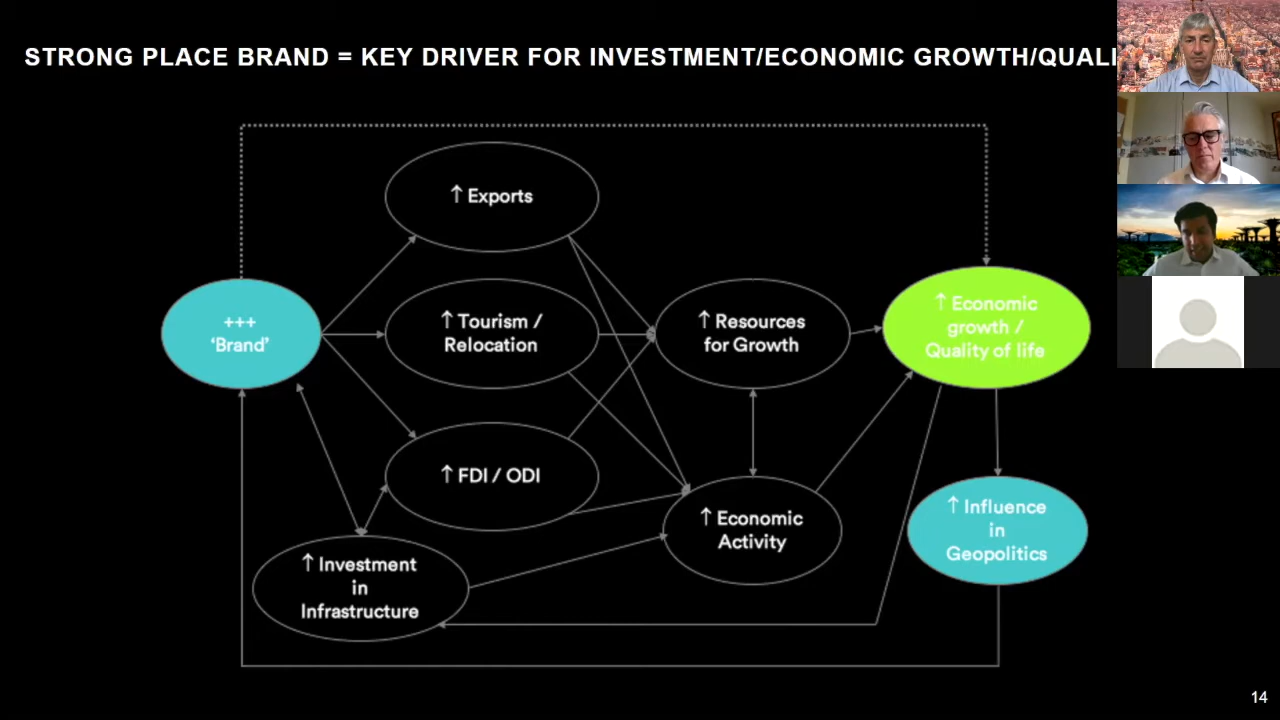 STRONG PLACE BRAND = KEY DRIVER FOR INVESTMENT/ECONOMIC GROWTH/QUALI
↑ Exports
+++
‘Brand’
↑ Tourism /
Relocation
↑ Resources
for Growth
↑ Economic
growth /
Quality of life
↑ FDI / ODI
↑ Economic
Activity
↑ Influence
in
Geopolitics
↑ Investment
in
Infrastructure
14